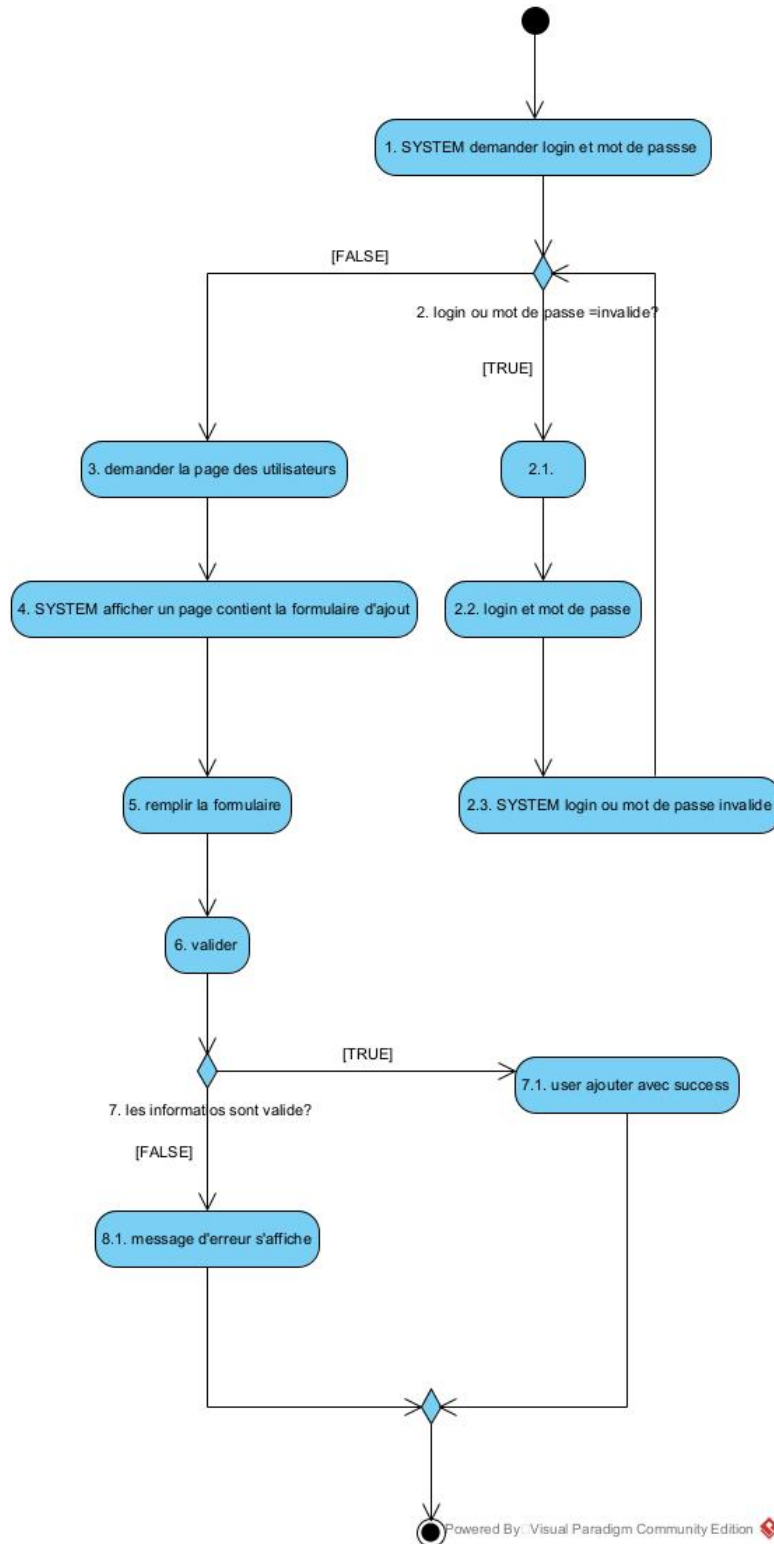 1. SYSTEM demander login et mot de passse
[FALSE]
2. login ou mot de passe =invalide?
[TRUE]
3. demander la page des utilisateurs
2.1.
4. SYSTEM afficher un page contient la formulaire d'ajout
2.2. login et mot de passe
5. remplir la formulaire
2.3. SYSTEM login ou mot de passe invalide
6. valider
[TRUE]
7.1. user ajouter avec success
7. les informatios sont valide?
[FALSE]
8.1. message d'erreur s'affiche
Powered By: Visual Paradigm Community Edition